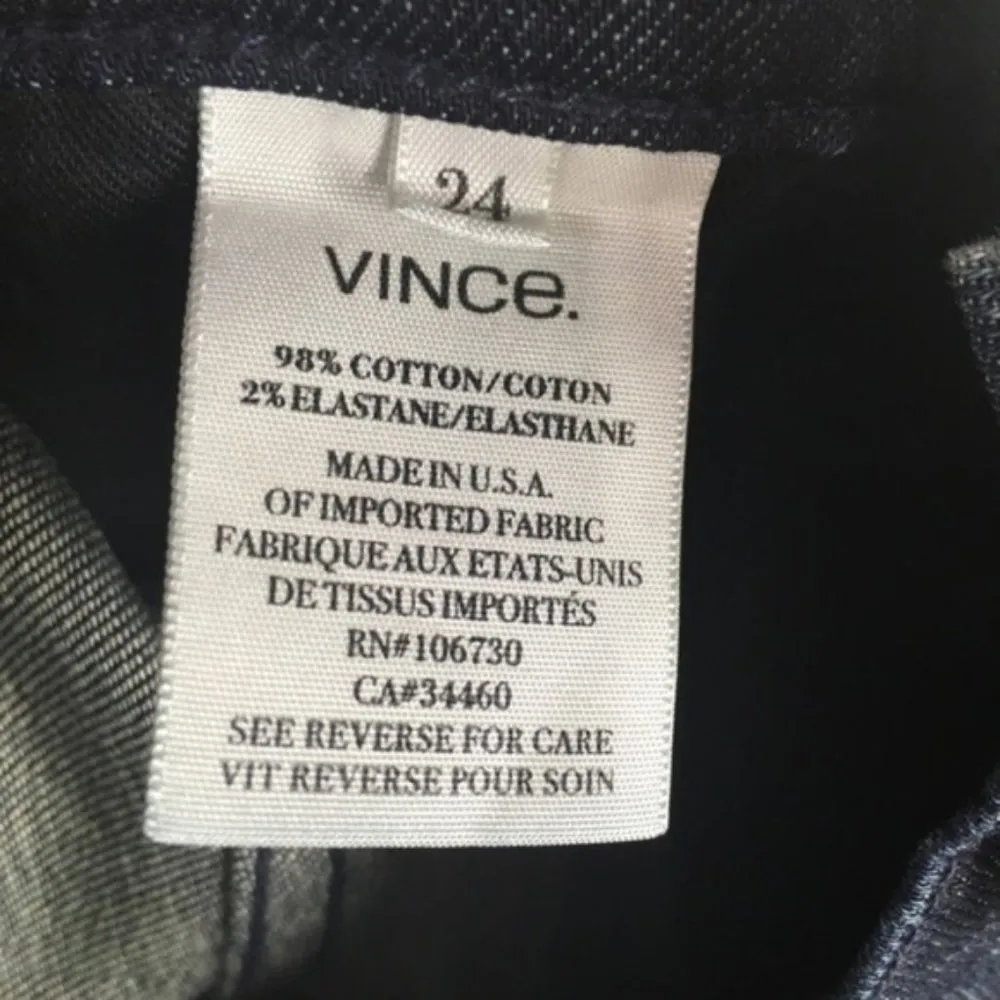 24
VINCe.
98% COTTON/COTON
2% ELASTANE/ELASTHANE
MADE IN U.S.A.
OF IMPORTED FABRIC
FABRIQUE AUX ETATS-UNIS
DE TISSUS IMPORTÉS
RN#106730
CA#34460
SEE REVERSE FOR CARE
VIT REVERSE POUR SOIN